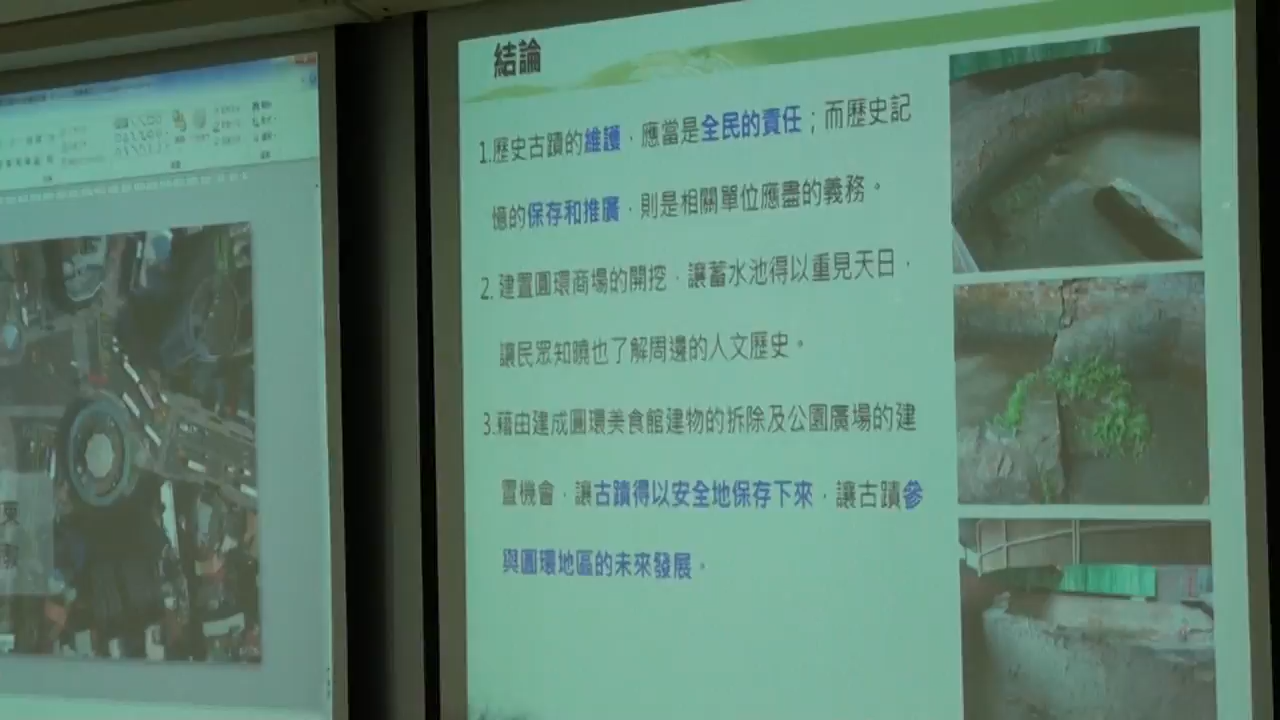 結論
1.歷史古蹟的維護，應當是全民的責任；而歷史記
憶的保存和推廣，則是相關單位應盡的義務。
2. 建置圓環商場的開挖，讓蓄水池得以重見天日，
讓民眾知曉也了解周邊的人文歷史。
3.藉由建成圓環美食館建物的拆除及公園廣場的建
置機會，讓古蹟得以安全地保存下來，讓古蹟參
與圓環地區的未來發展。